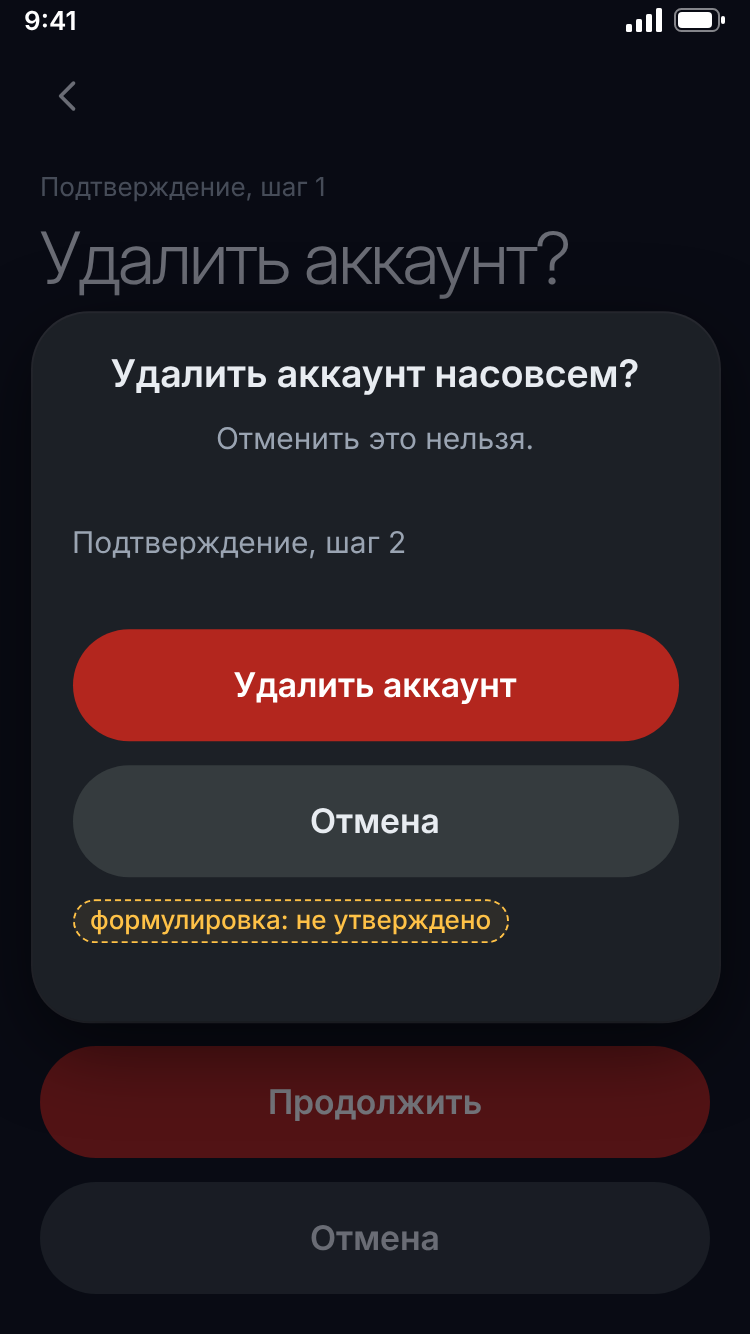 9:41
Подтверждение, шаг 1
Удалить аккаунт?
Удалить аккаунт насовсем?
Отменить это нельзя.
Подтверждение, шаг 2
Удалить аккаунт
Отмена
формулировка: не утверждено
Продолжить
Отмена